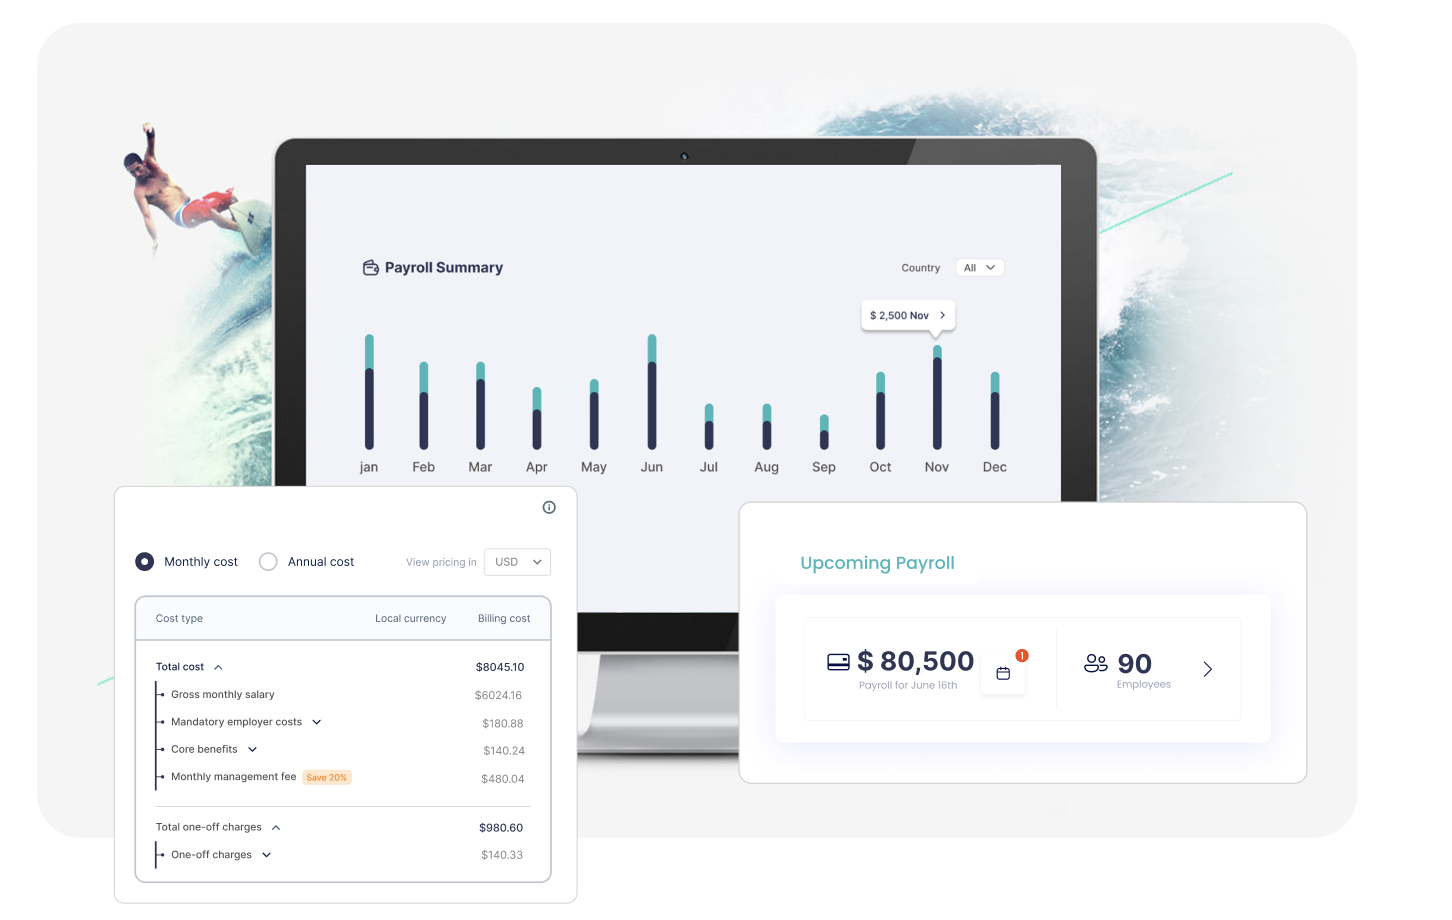 Payroll Summary
Country All
$ 2,500 Nov
jan Feb Mar Apr May Jun Jul Aug Sep Oct Nov Dec
Monthly cost Annual cost View pricing in USD
Cost type Local currency Billing cost
Total cost $8045.10
Gross monthly salary $6024.16
Mandatory employer costs $180.88
Core benefits $140.24
Monthly management fee Save 20% $480.04
Total one-off charges $980.60
One-off charges $140.33
Upcoming Payroll
$ 80,500 1 90
Payroll for June 16th Employees